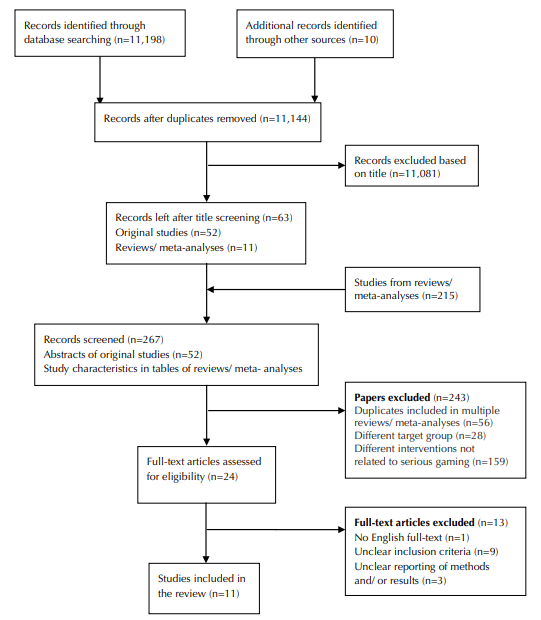 Records identified through
database searching (n=11,198)
Additional records identified
through other sources (n=10)
Records after duplicates removed (n=11,144)
Records excluded based
on title (n=11,081)
Records left after title screening (n=63)
Original studies (n=52)
Reviews/ meta-analyses (n=11)
Studies from reviews/
meta-analyses (n=215)
Records screened (n=267)
Abstracts of original studies (n=52)
Study characteristics in tables of reviews/ meta- analyses
Papers excluded (n=243)
Duplicates included in multiple
reviews/ meta-analyses (n=56)
Different target group (n=28)
Different interventions not
related to serious gaming (n=159)
Full-text articles assessed
for eligibility (n=24)
Full-text articles excluded (n=13)
No English full-text (n=1)
Unclear inclusion criteria (n=9)
Unclear reporting of methods
and/ or results (n=3)
Studies included in
the review (n=11)